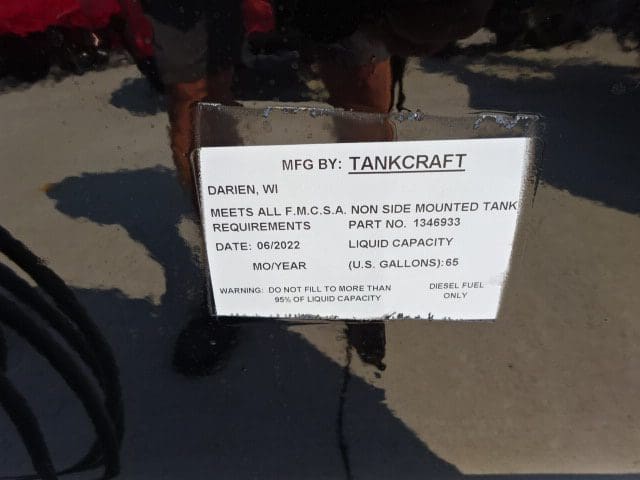 MFG BY: TANKCRAFT
DARIEN, WI
MEETS ALL F.M.C.S.A. NON SIDE MOUNTED TANK
REQUIREMENTS PART NO. 1346933
DATE: 06/2022 LIQUID CAPACITY
MO/YEAR (U.S. GALLONS): 65
WARNING: DO NOT FILL TO MORE THAN DIESEL FUEL
95% OF LIQUID CAPACITY ONLY